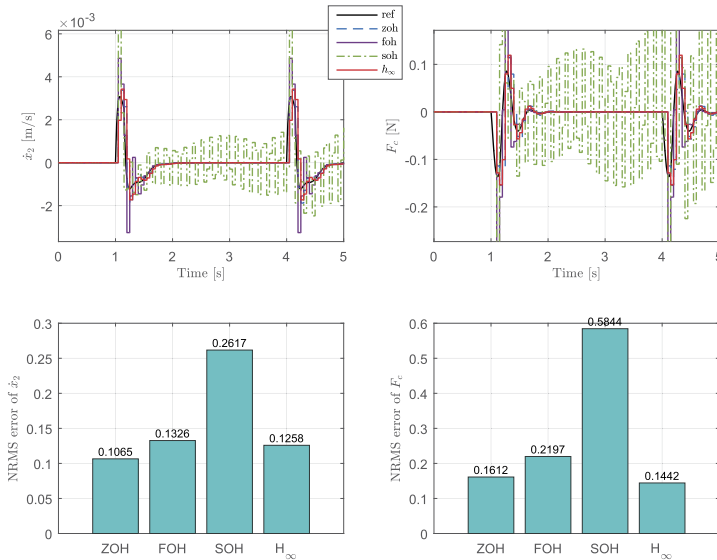 ×10⁻³
6
4
2
0
-2
ẋ₂ [m/s]
0 1 2 3 4 5
Time [s]
ref
zoh
foh
soh
h∞
0.1
0
-0.1
-0.2
F_c [N]
0 1 2 3 4 5
Time [s]
0.3
0.25
0.2
0.15
0.1
0.05
0
NRMS error of ẋ₂
0.1065
0.1326
0.2617
0.1258
ZOH FOH SOH H∞
0.6
0.5
0.4
0.3
0.2
0.1
0
NRMS error of F_c
0.1612
0.2197
0.5844
0.1442
ZOH FOH SOH H∞